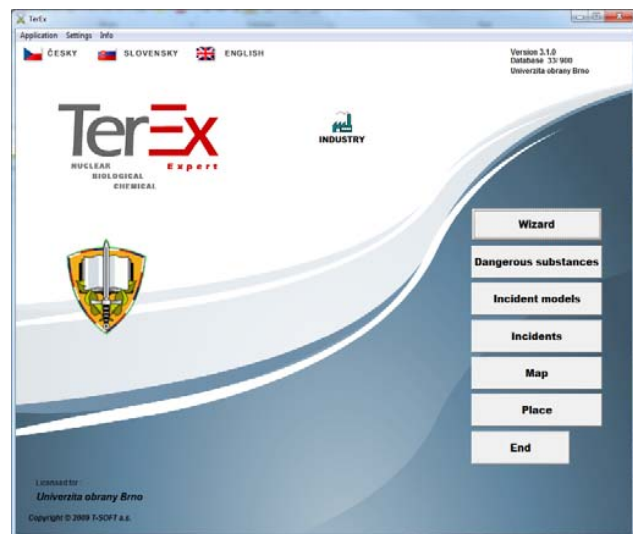 TerEx
Application Settings Info
ČESKY SLOVENSKY ENGLISH
Version 3.1.0
Database 33/ 900
Univerzita obrany Brno
TerEx
NUCLEAR Expert
BIOLOGICAL
CHEMICAL
INDUSTRY
Wizard
Dangerous substances
Incident models
Incidents
Map
Place
End
Licensed for :
Univerzita obrany Brno
Copyright © 2009 T-SOFT a.s.